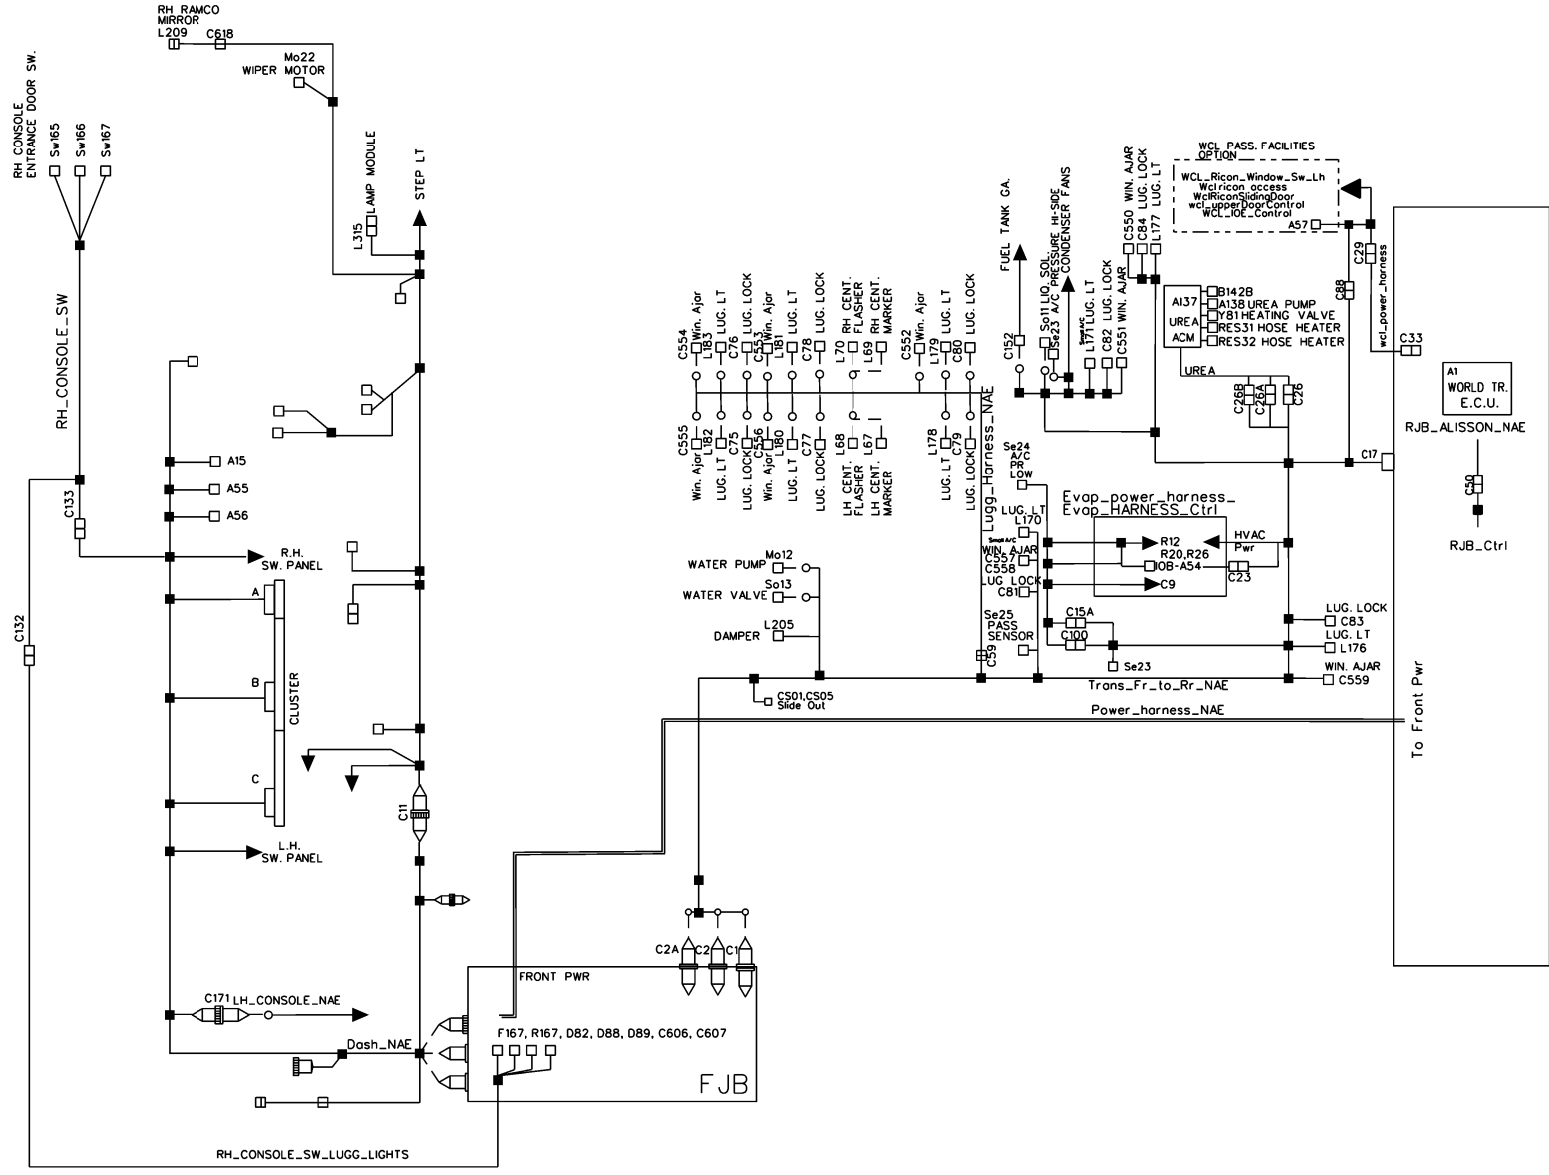 RH RAMCO
MIRROR
L209
C618
Mo22
WIPER MOTOR
RH CONSOLE
ENTRANCE DOOR SW.
Sw165
Sw166
Sw167
L315
LAMP MODULE
STEP LT
RH_CONSOLE_SW
C133
C132
A15
A55
A56
R.H.
SW. PANEL
A
B
C
CLUSTER
L.H.
SW. PANEL
C11
C171
LH_CONSOLE_NAE
Dash_NAE
RH_CONSOLE_SW_LUGG_LIGHTS
FRONT PWR
F167, R167, D82, D88, D89, C606, C607
FJB
C2A
C2
C1
C554
Win. Ajar
L183
LUG. LT
C76
LUG. LOCK
C553
Win. Ajar
L181
LUG. LT
C78
LUG. LOCK
L70
RH CENT.
FLASHER
L69
RH CENT.
MARKER
C552
Win. Ajar
L179
LUG. LT
C80
LUG. LOCK
C555
Win. Ajar
L182
LUG. LT
C75
LUG. LOCK
C556
Win. Ajar
L180
LUG. LT
C77
LUG. LOCK
L68
LH CENT.
FLASHER
L67
LH CENT.
MARKER
L178
LUG. LT
C79
LUG. LOCK
Lugg_Harness_NAE
Mo12
WATER PUMP
So13
WATER VALVE
L205
DAMPER
CS01,CS05
Slide Out
C59
FUEL TANK GA.
C152
So11 LIQ. SOL.
Se23 A/C PRESSURE HI-SIDE
CONDENSER FANS
Small A/C
L171 LUG. LT
C82 LUG. LOCK
C551 WIN. AJAR
C550 WIN. AJAR
C84 LUG. LOCK
L177 LUG. LT
WCL PASS. FACILITIES
OPTION
WCL_Ricon_Window_Sw_Lh
Wclricon access
WclRiconSlidingDoor
wcl_upperDoorControl
WCL_IOE_Control
A57
C29
C88
wcl_power_harness
C33
A137
UREA
ACM
B142B
A138 UREA PUMP
Y81 HEATING VALVE
RES31 HOSE HEATER
RES32 HOSE HEATER
UREA
C26B
C26A
C26
A1
WORLD TR.
E.C.U.
RJB_ALISSON_NAE
C50
RJB_Ctrl
C17
Se24
A/C
PR
LOW
LUG. LT
L170
Small A/C
WIN. AJAR
C557
C558
LUG LOCK
C81
Se25
PASS
SENSOR
Evap_power_harness_
Evap_HARNESS_Ctrl
R12
R20,R26
IOB-A54
C9
HVAC
Pwr
C23
C15A
C100
Se23
LUG. LOCK
C83
LUG. LT
L176
WIN. AJAR
C559
Trans_Fr_to_Rr_NAE
Power_harness_NAE
To Front Pwr